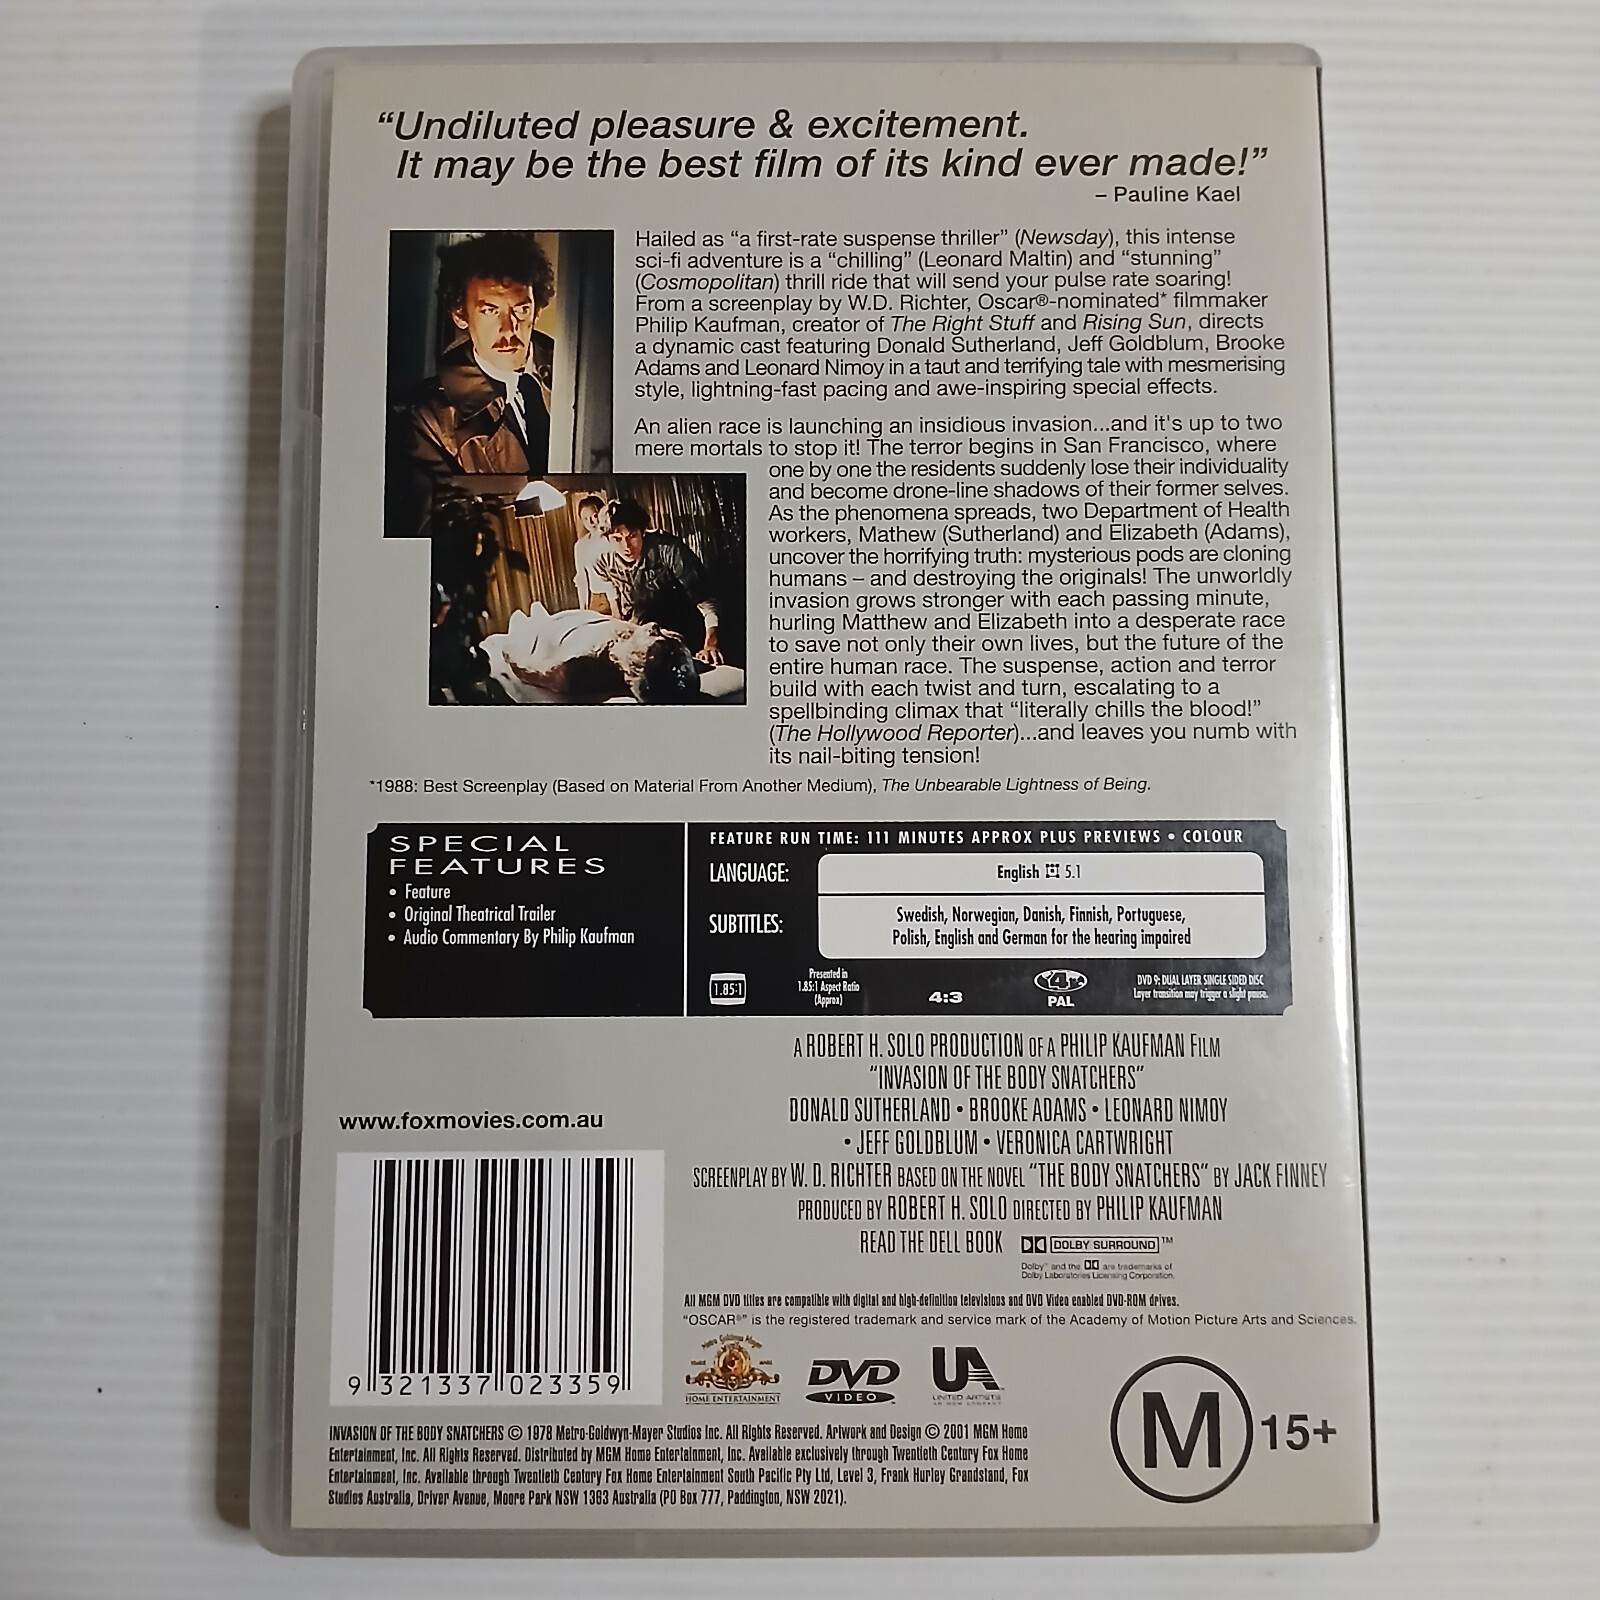 “Undiluted pleasure & excitement.
It may be the best film of its kind ever made!”
– Pauline Kael
Hailed as “a first-rate suspense thriller” (Newsday), this intense
sci-fi adventure is a “chilling” (Leonard Maltin) and “stunning”
(Cosmopolitan) thrill ride that will send your pulse rate soaring!
From a screenplay by W.D. Richter, Oscar®-nominated* filmmaker
Philip Kaufman, creator of The Right Stuff and Rising Sun, directs
a dynamic cast featuring Donald Sutherland, Jeff Goldblum, Brooke
Adams and Leonard Nimoy in a taut and terrifying tale with mesmerising
style, lightning-fast pacing and awe-inspiring special effects.
An alien race is launching an insidious invasion...and it's up to two
mere mortals to stop it! The terror begins in San Francisco, where
one by one the residents suddenly lose their individuality
and become drone-line shadows of their former selves.
As the phenomena spreads, two Department of Health
workers, Mathew (Sutherland) and Elizabeth (Adams),
uncover the horrifying truth: mysterious pods are cloning
humans – and destroying the originals! The unworldly
invasion grows stronger with each passing minute,
hurling Matthew and Elizabeth into a desperate race
to save not only their own lives, but the future of the
entire human race. The suspense, action and terror
build with each twist and turn, escalating to a
spellbinding climax that “literally chills the blood!”
(The Hollywood Reporter)...and leaves you numb with
its nail-biting tension!
*1988: Best Screenplay (Based on Material From Another Medium), The Unbearable Lightness of Being.
SPECIAL
FEATURES
• Feature
• Original Theatrical Trailer
• Audio Commentary By Philip Kaufman
FEATURE RUN TIME: 111 MINUTES APPROX PLUS PREVIEWS • COLOUR
LANGUAGE:
English 5.1
SUBTITLES:
Swedish, Norwegian, Danish, Finnish, Portuguese,
Polish, English and German for the hearing impaired
1.85:1
Presented in
1.85:1 Aspect Ratio
(Approx)
4:3
4
PAL
DVD 9: DUAL LAYER SINGLE SIDED DISC
Layer transition may trigger a slight pause.
A ROBERT H. SOLO PRODUCTION OF A PHILIP KAUFMAN FILM
“INVASION OF THE BODY SNATCHERS”
DONALD SUTHERLAND • BROOKE ADAMS • LEONARD NIMOY
• JEFF GOLDBLUM • VERONICA CARTWRIGHT
SCREENPLAY BY W. D. RICHTER BASED ON THE NOVEL “THE BODY SNATCHERS” BY JACK FINNEY
PRODUCED BY ROBERT H. SOLO DIRECTED BY PHILIP KAUFMAN
READ THE DELL BOOK DOLBY SURROUND™
Dolby™ and the are trademarks of
Dolby Laboratories Licensing Corporation.
www.foxmovies.com.au
9 321337 023359
All MGM DVD titles are compatible with digital and high-definition televisions and DVD Video enabled DVD-ROM drives.
“OSCAR®” is the registered trademark and service mark of the Academy of Motion Picture Arts and Sciences.
Metro Goldwyn Mayer
HOME ENTERTAINMENT
DVD
VIDEO
UA
UNITED ARTISTS
AN MGM COMPANY
M 15+
INVASION OF THE BODY SNATCHERS © 1978 Metro-Goldwyn-Mayer Studios Inc. All Rights Reserved. Artwork and Design © 2001 MGM Home
Entertainment, Inc. All Rights Reserved. Distributed by MGM Home Entertainment, Inc. Available exclusively through Twentieth Century Fox Home
Entertainment, Inc. Available through Twentieth Century Fox Home Entertainment South Pacific Pty Ltd, Level 3, Frank Hurley Grandstand, Fox
Studios Australia, Driver Avenue, Moore Park NSW 1363 Australia (PO Box 777, Paddington, NSW 2021).